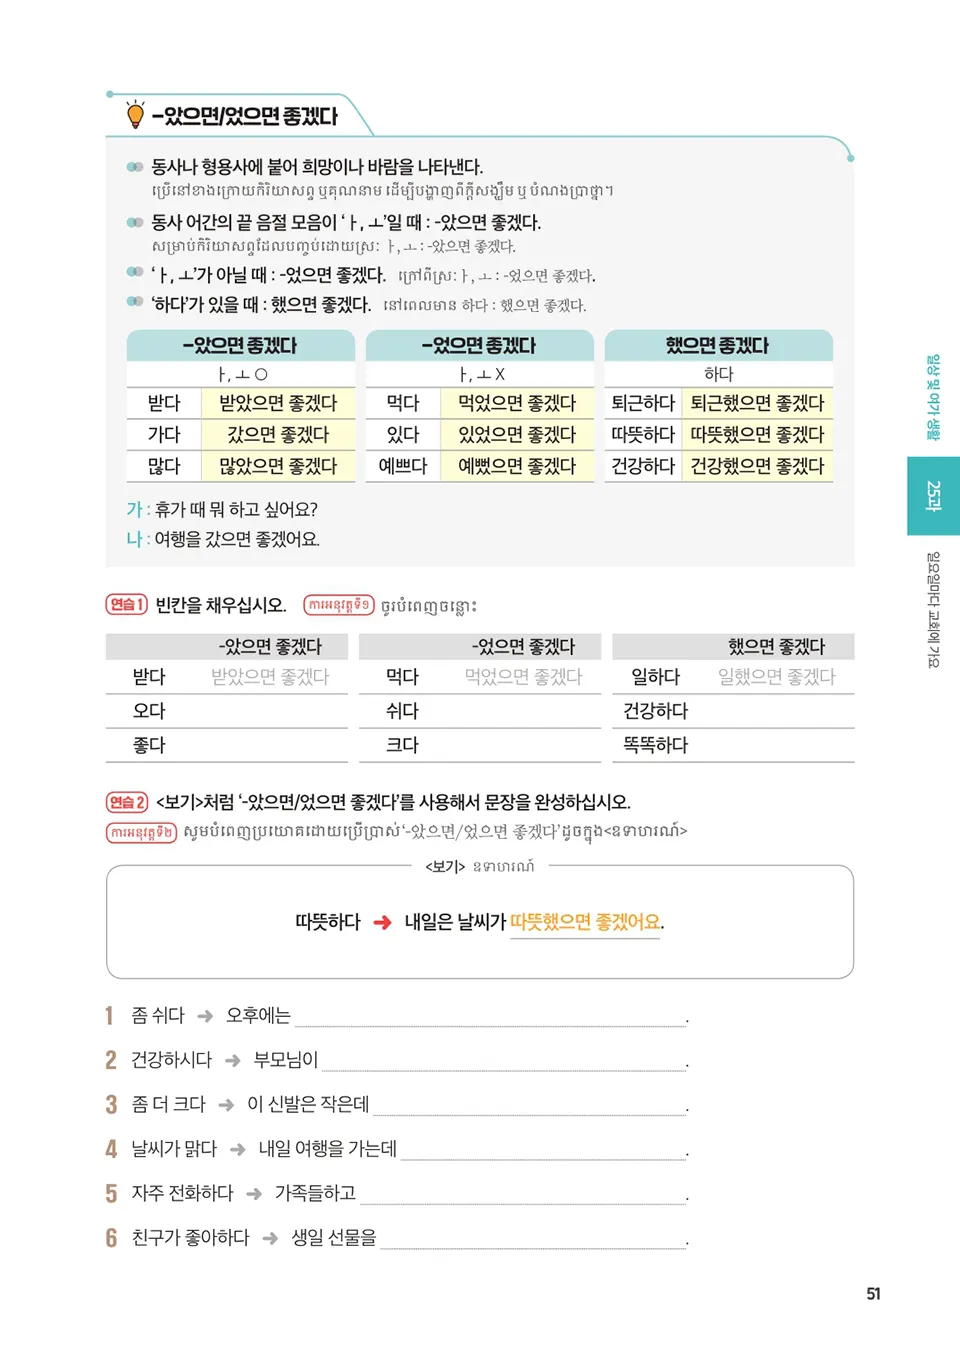 -았으면/었으면 좋겠다
동사나 형용사에 붙어 희망이나 바람을 나타낸다.
ប្រើនៅខាងក្រោយកិរិយាសព្ទ ឬគុណនាម ដើម្បីបង្ហាញពីក្ដីសង្ឃឹម ឬ បំណងប្រាថ្នា។
동사 어간의 끝 음절 모음이 ‘ㅏ, ㅗ’일 때 : -았으면 좋겠다.
សម្រាប់កិរិយាសព្ទដែលបញ្ចប់ដោយស្រៈ ㅏ, ㅗ : -았으면 좋겠다.
‘ㅏ, ㅗ’가 아닐 때 : -었으면 좋겠다. ក្រៅពីស្រៈㅏ, ㅗ : -었으면 좋겠다.
‘하다’가 있을 때 : 했으면 좋겠다. នៅពេលមាន 하다 : 했으면 좋겠다.
-았으면 좋겠다 -었으면 좋겠다 했으면 좋겠다
ㅏ, ㅗ O ㅏ, ㅗ X 하다
받다 받았으면 좋겠다 먹다 먹었으면 좋겠다 퇴근하다 퇴근했으면 좋겠다
가다 갔으면 좋겠다 있다 있었으면 좋겠다 따뜻하다 따뜻했으면 좋겠다
많다 많았으면 좋겠다 예쁘다 예뻤으면 좋겠다 건강하다 건강했으면 좋겠다
가 : 휴가 때 뭐 하고 싶어요?
나 : 여행을 갔으면 좋겠어요.
연습 1 빈칸을 채우십시오. ការអនុវត្តទី១ ចូរបំពេញចន្លោះ
-았으면 좋겠다 -었으면 좋겠다 했으면 좋겠다
받다 받았으면 좋겠다 먹다 먹었으면 좋겠다 일하다 일했으면 좋겠다
오다 쉬다 건강하다
좋다 크다 똑똑하다
연습 2 <보기>처럼 ‘-았으면/었으면 좋겠다’를 사용해서 문장을 완성하십시오.
ការអនុវត្តទី២ សូមបំពេញប្រយោគដោយប្រើប្រាស់ ‘-았으면/었으면 좋겠다’ ដូចក្នុង<ឧទាហរណ៍>
<보기> ឧទាហរណ៍
따뜻하다 ➜ 내일은 날씨가 따뜻했으면 좋겠어요.
1 좀 쉬다 ➜ 오후에는 .
2 건강하시다 ➜ 부모님이 .
3 좀 더 크다 ➜ 이 신발은 작은데 .
4 날씨가 맑다 ➜ 내일 여행을 가는데 .
5 자주 전화하다 ➜ 가족들하고 .
6 친구가 좋아하다 ➜ 생일 선물을 .
일상 및 여가 생활
25과
일요일마다 교회에 가요
51